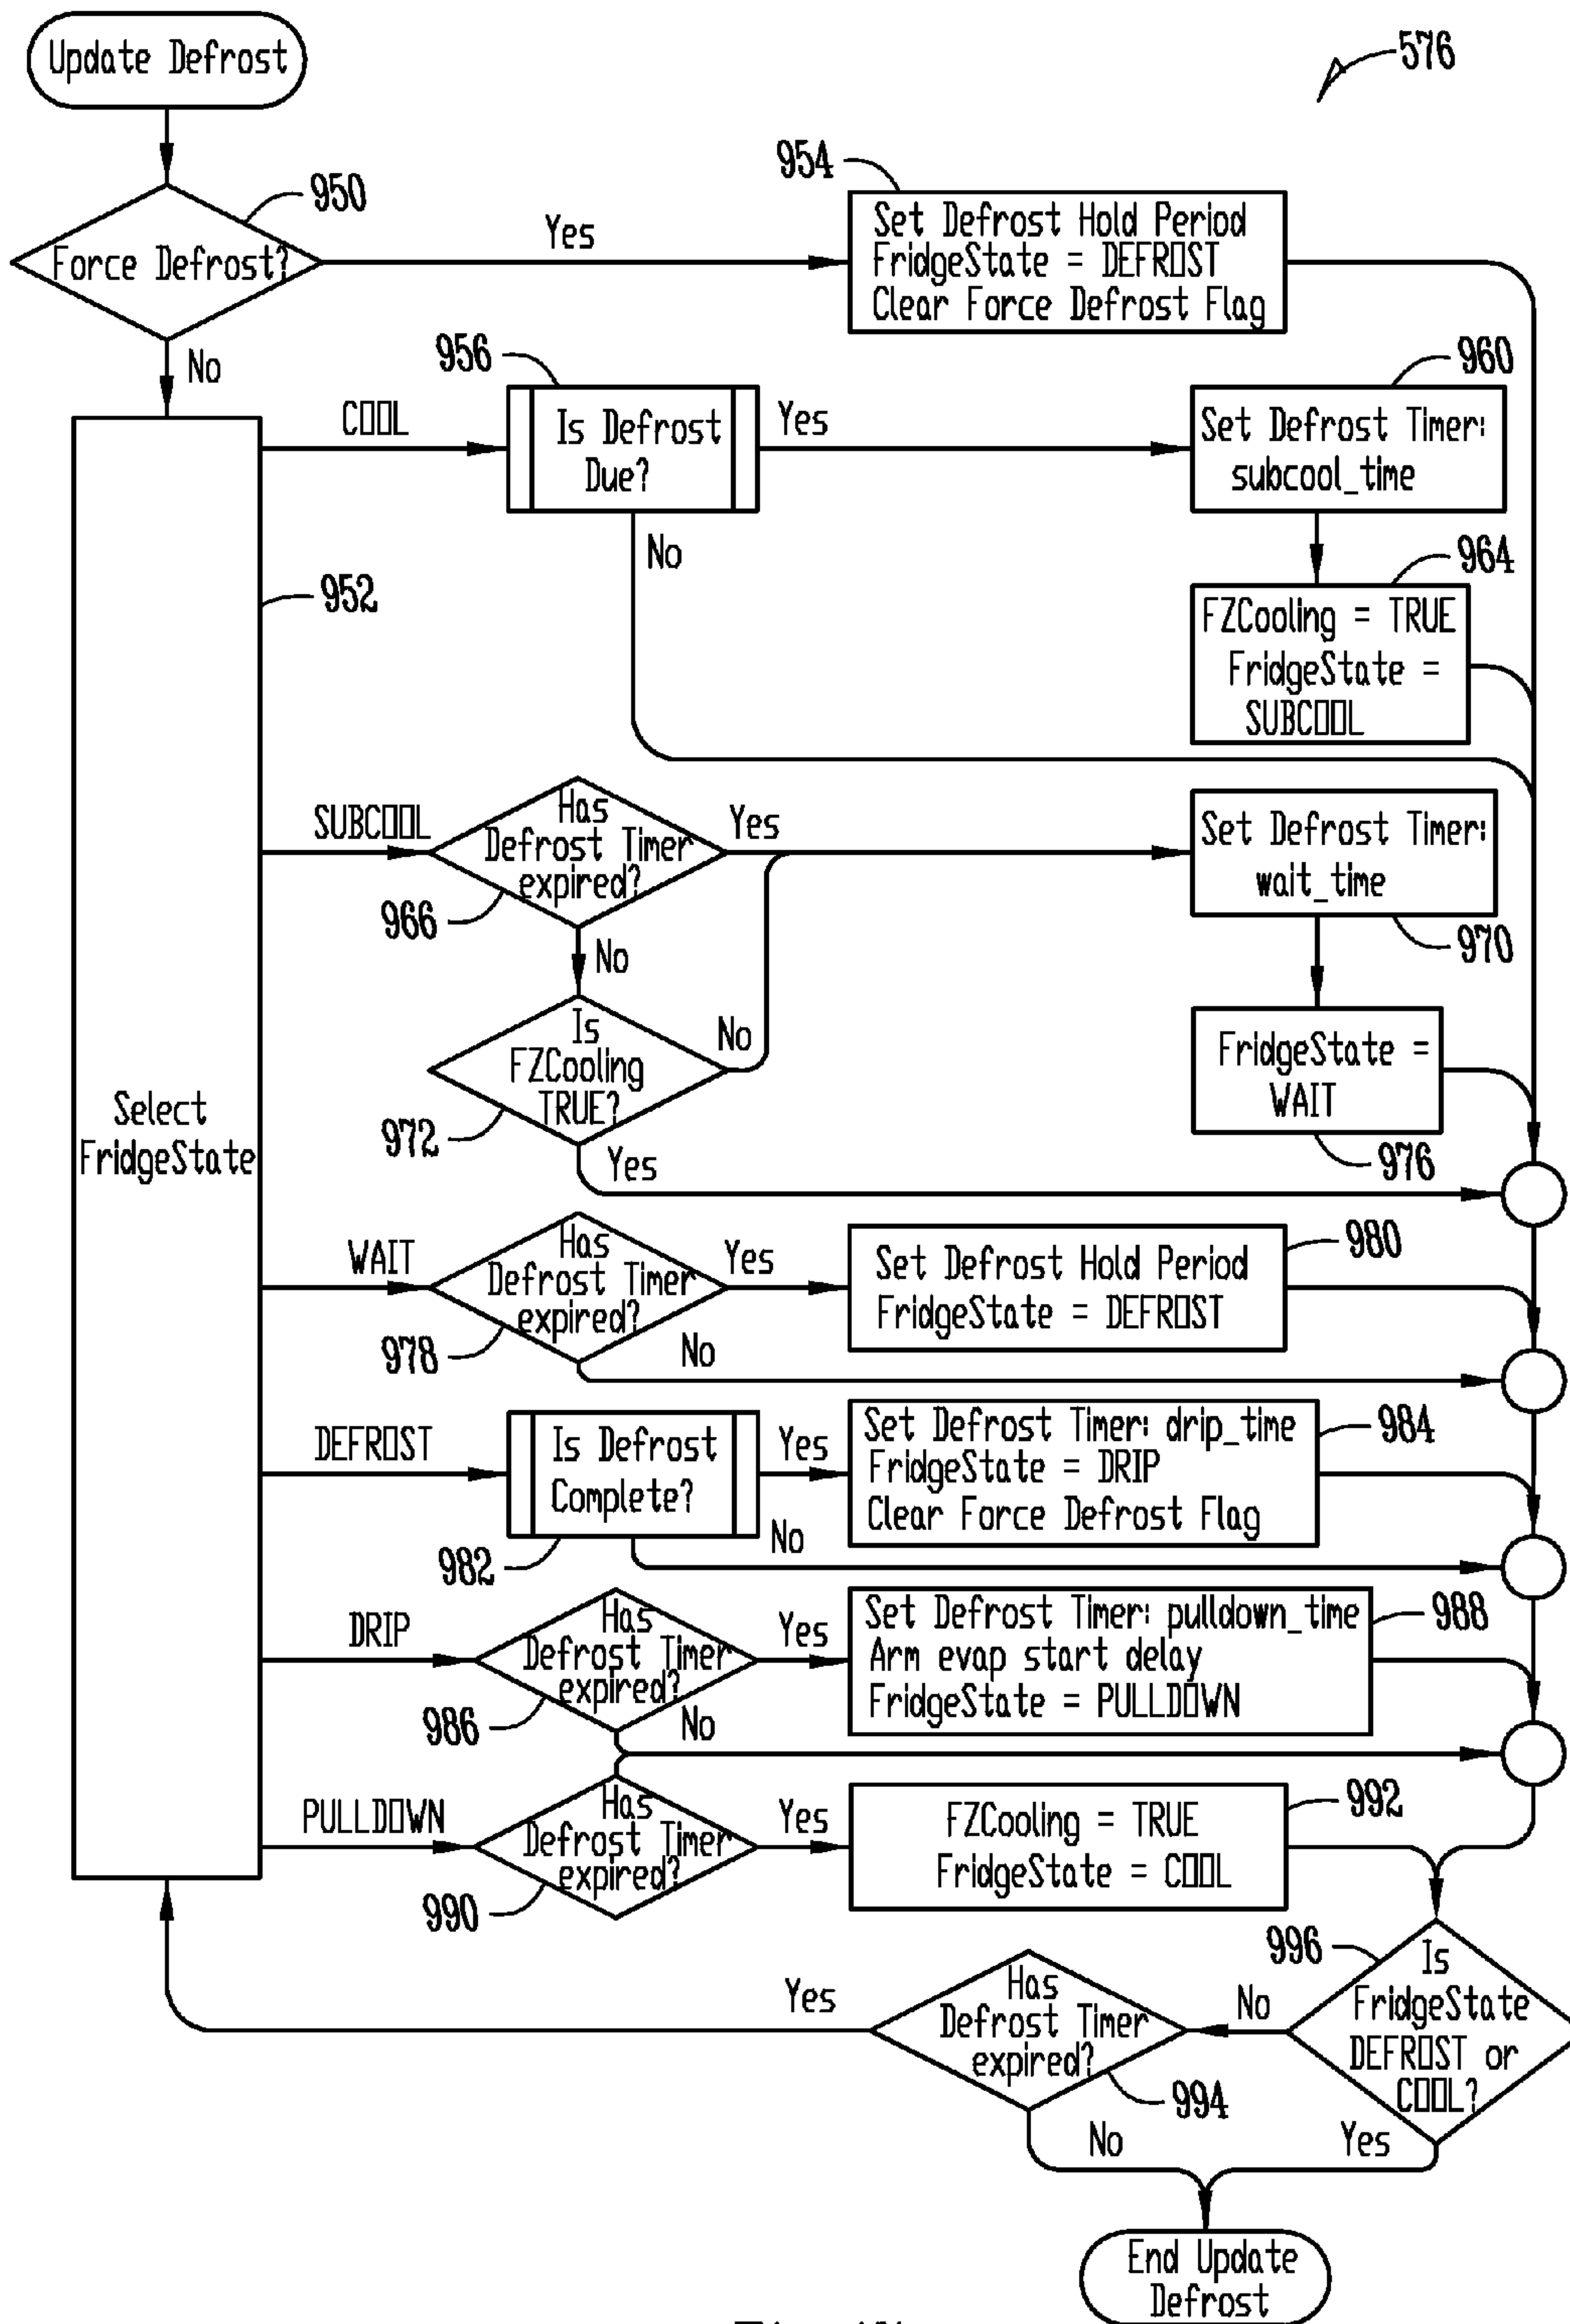 Update Defrost
576
950
Force Defrost?
Yes
954
Set Defrost Hold Period
FridgeState = DEFROST
Clear Force Defrost Flag
No
952
Select
FridgeState
COOL
956
Is Defrost
Due?
Yes
960
Set Defrost Timer:
subcool_time
No
964
FZCooling = TRUE
FridgeState =
SUBCOOL
SUBCOOL
Has
Defrost Timer
expired?
966
Yes
Set Defrost Timer:
wait_time
970
No
Is
FZCooling
TRUE?
972
No
Yes
FridgeState =
WAIT
976
WAIT
Has
Defrost Timer
expired?
978
Yes
980
Set Defrost Hold Period
FridgeState = DEFROST
No
DEFROST
Is Defrost
Complete?
982
Yes
984
Set Defrost Timer: drip_time
FridgeState = DRIP
Clear Force Defrost Flag
No
DRIP
Has
Defrost Timer
expired?
986
Yes
988
Set Defrost Timer: pulldown_time
Arm evap start delay
FridgeState = PULLDOWN
No
PULLDOWN
Has
Defrost Timer
expired?
990
Yes
992
FZCooling = TRUE
FridgeState = COOL
996
Is
FridgeState
DEFROST or
COOL?
No
Yes
Has
Defrost Timer
expired?
994
Yes
No
End Update
Defrost